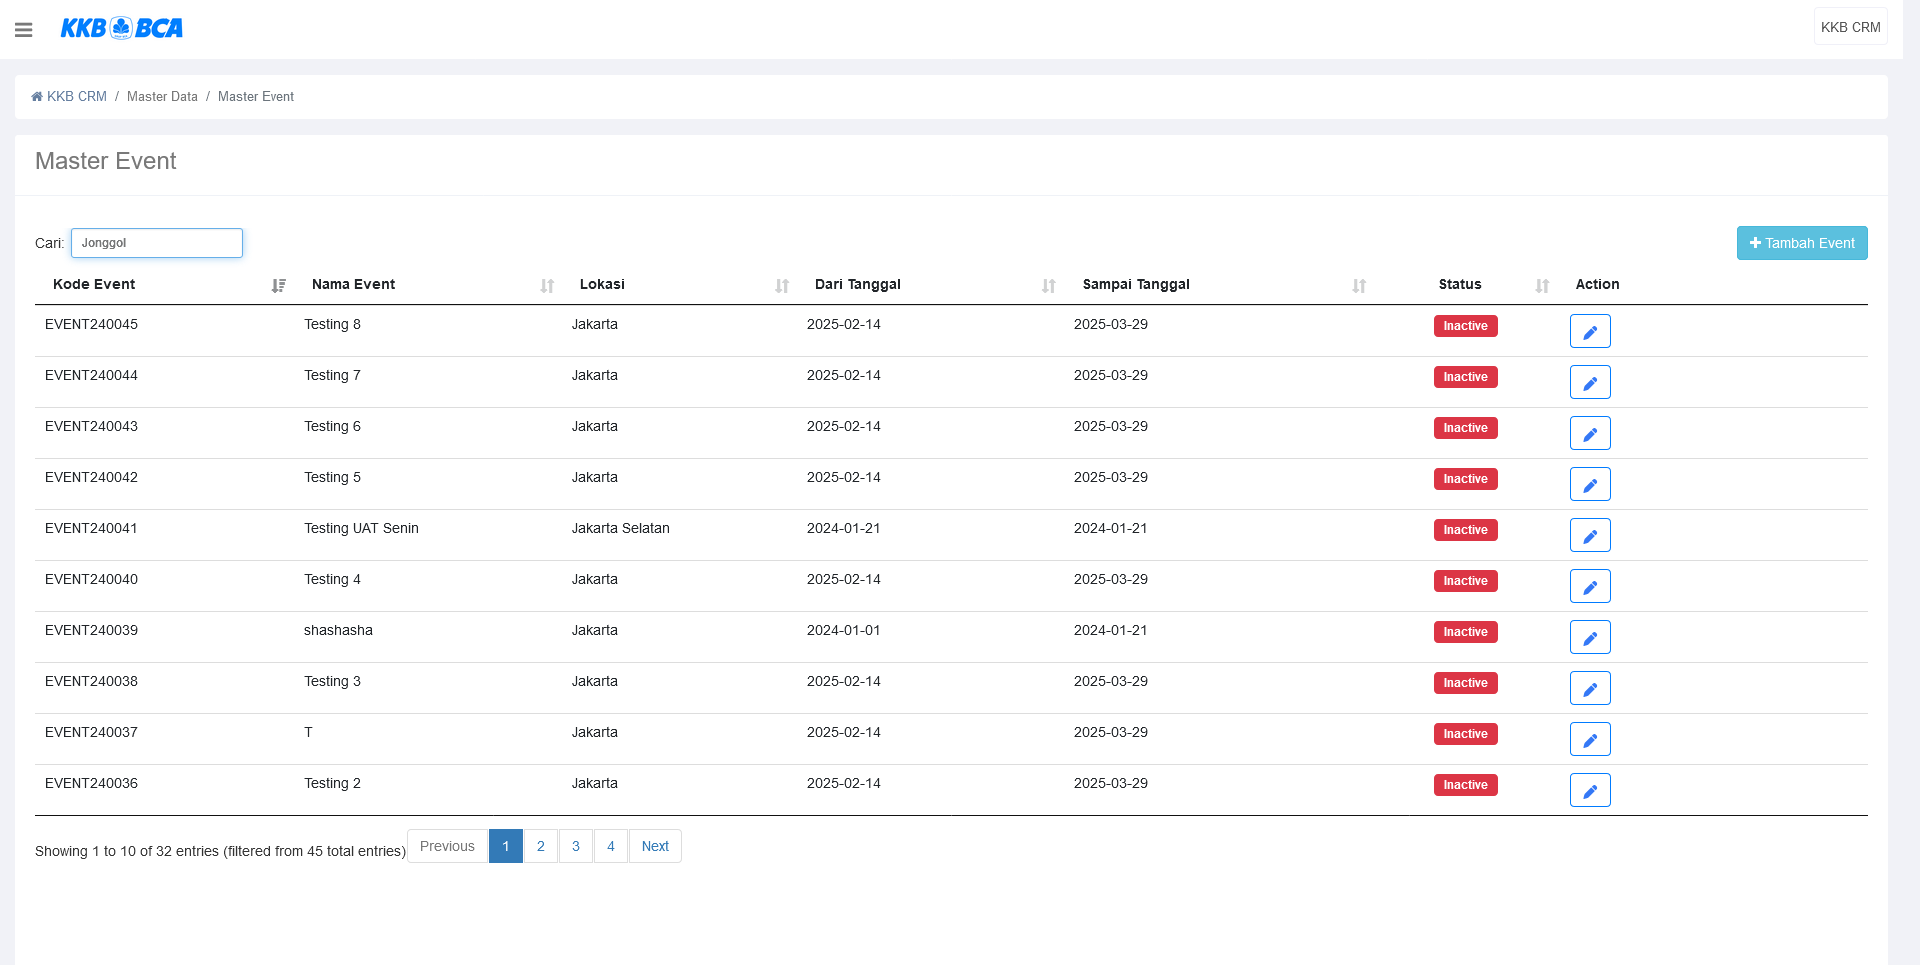 KKB BCA
KKB CRM
KKB CRM / Master Data / Master Event
Master Event
Cari: Jonggol
Tambah Event
Kode Event Nama Event Lokasi Dari Tanggal Sampai Tanggal Status Action
EVENT240045 Testing 8 Jakarta 2025-02-14 2025-03-29 Inactive
EVENT240044 Testing 7 Jakarta 2025-02-14 2025-03-29 Inactive
EVENT240043 Testing 6 Jakarta 2025-02-14 2025-03-29 Inactive
EVENT240042 Testing 5 Jakarta 2025-02-14 2025-03-29 Inactive
EVENT240041 Testing UAT Senin Jakarta Selatan 2024-01-21 2024-01-21 Inactive
EVENT240040 Testing 4 Jakarta 2025-02-14 2025-03-29 Inactive
EVENT240039 shashasha Jakarta 2024-01-01 2024-01-21 Inactive
EVENT240038 Testing 3 Jakarta 2025-02-14 2025-03-29 Inactive
EVENT240037 T Jakarta 2025-02-14 2025-03-29 Inactive
EVENT240036 Testing 2 Jakarta 2025-02-14 2025-03-29 Inactive
Showing 1 to 10 of 32 entries (filtered from 45 total entries) Previous 1 2 3 4 Next